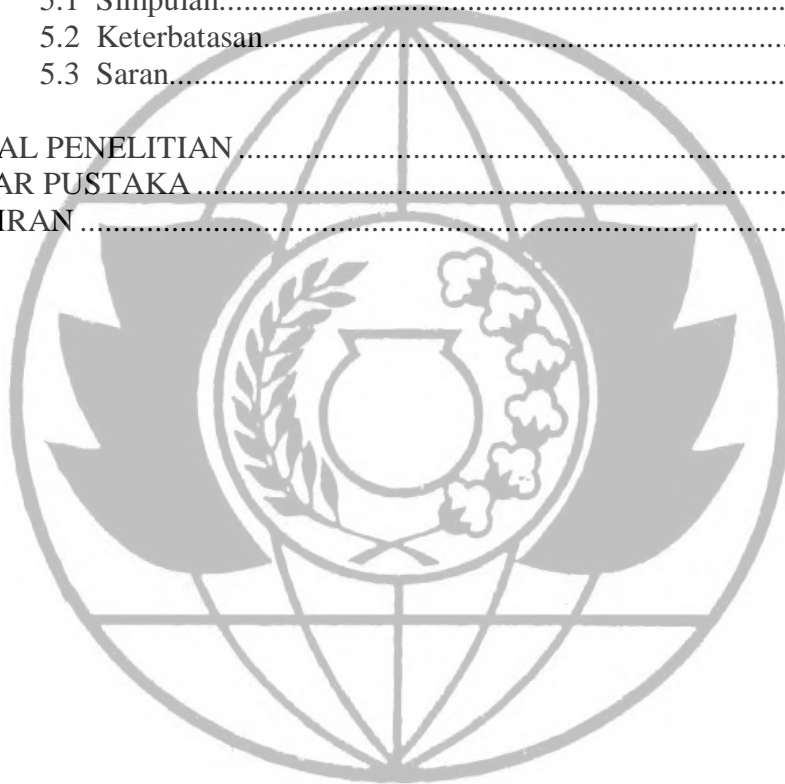 5.1 Simpulan....................................................................
5.2 Keterbatasan..............................................................
5.3 Saran.........................................................................
AL PENELITIAN ....................................................................
AR PUSTAKA .........................................................................
IRAN .......................................................................................